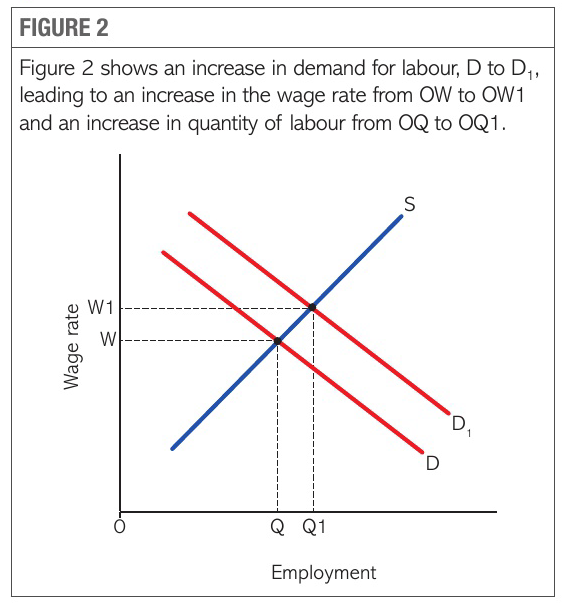 FIGURE 2
Figure 2 shows an increase in demand for labour, D to D₁,
leading to an increase in the wage rate from OW to OW1
and an increase in quantity of labour from OQ to OQ1.
S
W1
W
Wage rate
D₁
D
O
Q Q1
Employment